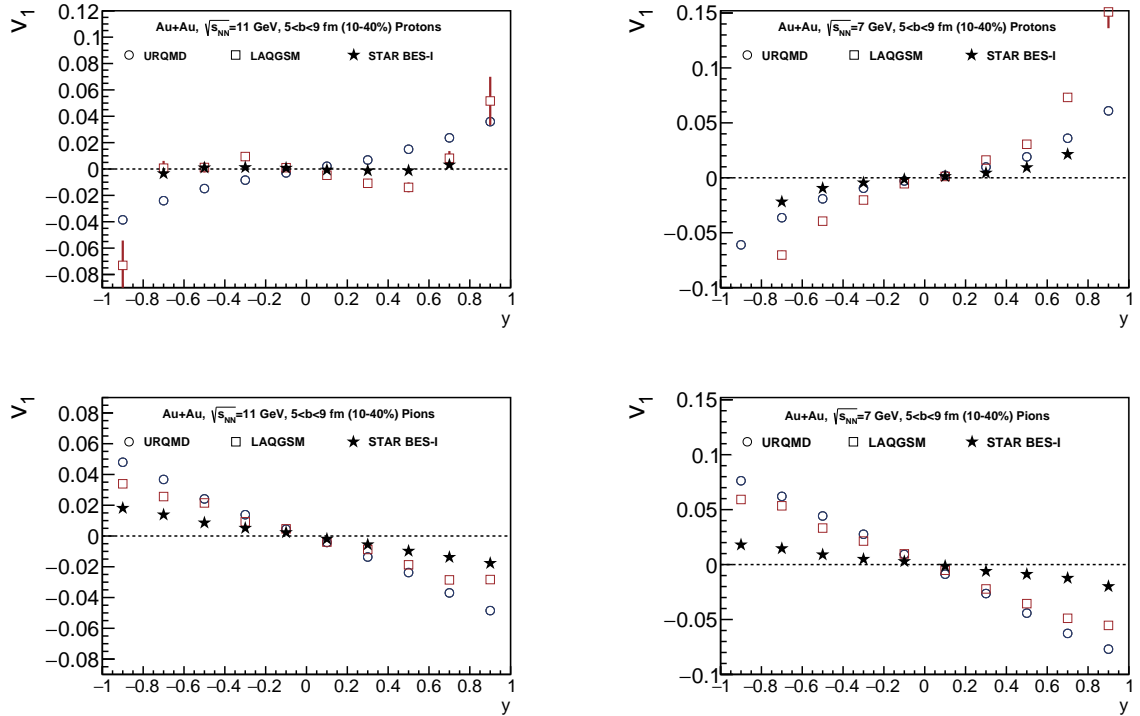 v₁
Au+Au, √sNN=11 GeV, 5<b<9 fm (10-40%) Protons
URQMD LAQGSM STAR BES-I
0.12
0.1
0.08
0.06
0.04
0.02
0
−0.02
−0.04
−0.06
−0.08
−1 −0.8 −0.6 −0.4 −0.2 0 0.2 0.4 0.6 0.8 1
y
v₁
Au+Au, √sNN=7 GeV, 5<b<9 fm (10-40%) Protons
URQMD LAQGSM STAR BES-I
0.15
0.1
0.05
0
−0.05
−0.1
−1 −0.8 −0.6 −0.4 −0.2 0 0.2 0.4 0.6 0.8 1
y
v₁
Au+Au, √sNN=11 GeV, 5<b<9 fm (10-40%) Pions
URQMD LAQGSM STAR BES-I
0.08
0.06
0.04
0.02
0
−0.02
−0.04
−0.06
−0.08
−1 −0.8 −0.6 −0.4 −0.2 0 0.2 0.4 0.6 0.8 1
y
v₁
Au+Au, √sNN=7 GeV, 5<b<9 fm (10-40%) Pions
URQMD LAQGSM STAR BES-I
0.15
0.1
0.05
0
−0.05
−0.1
−1 −0.8 −0.6 −0.4 −0.2 0 0.2 0.4 0.6 0.8 1
y